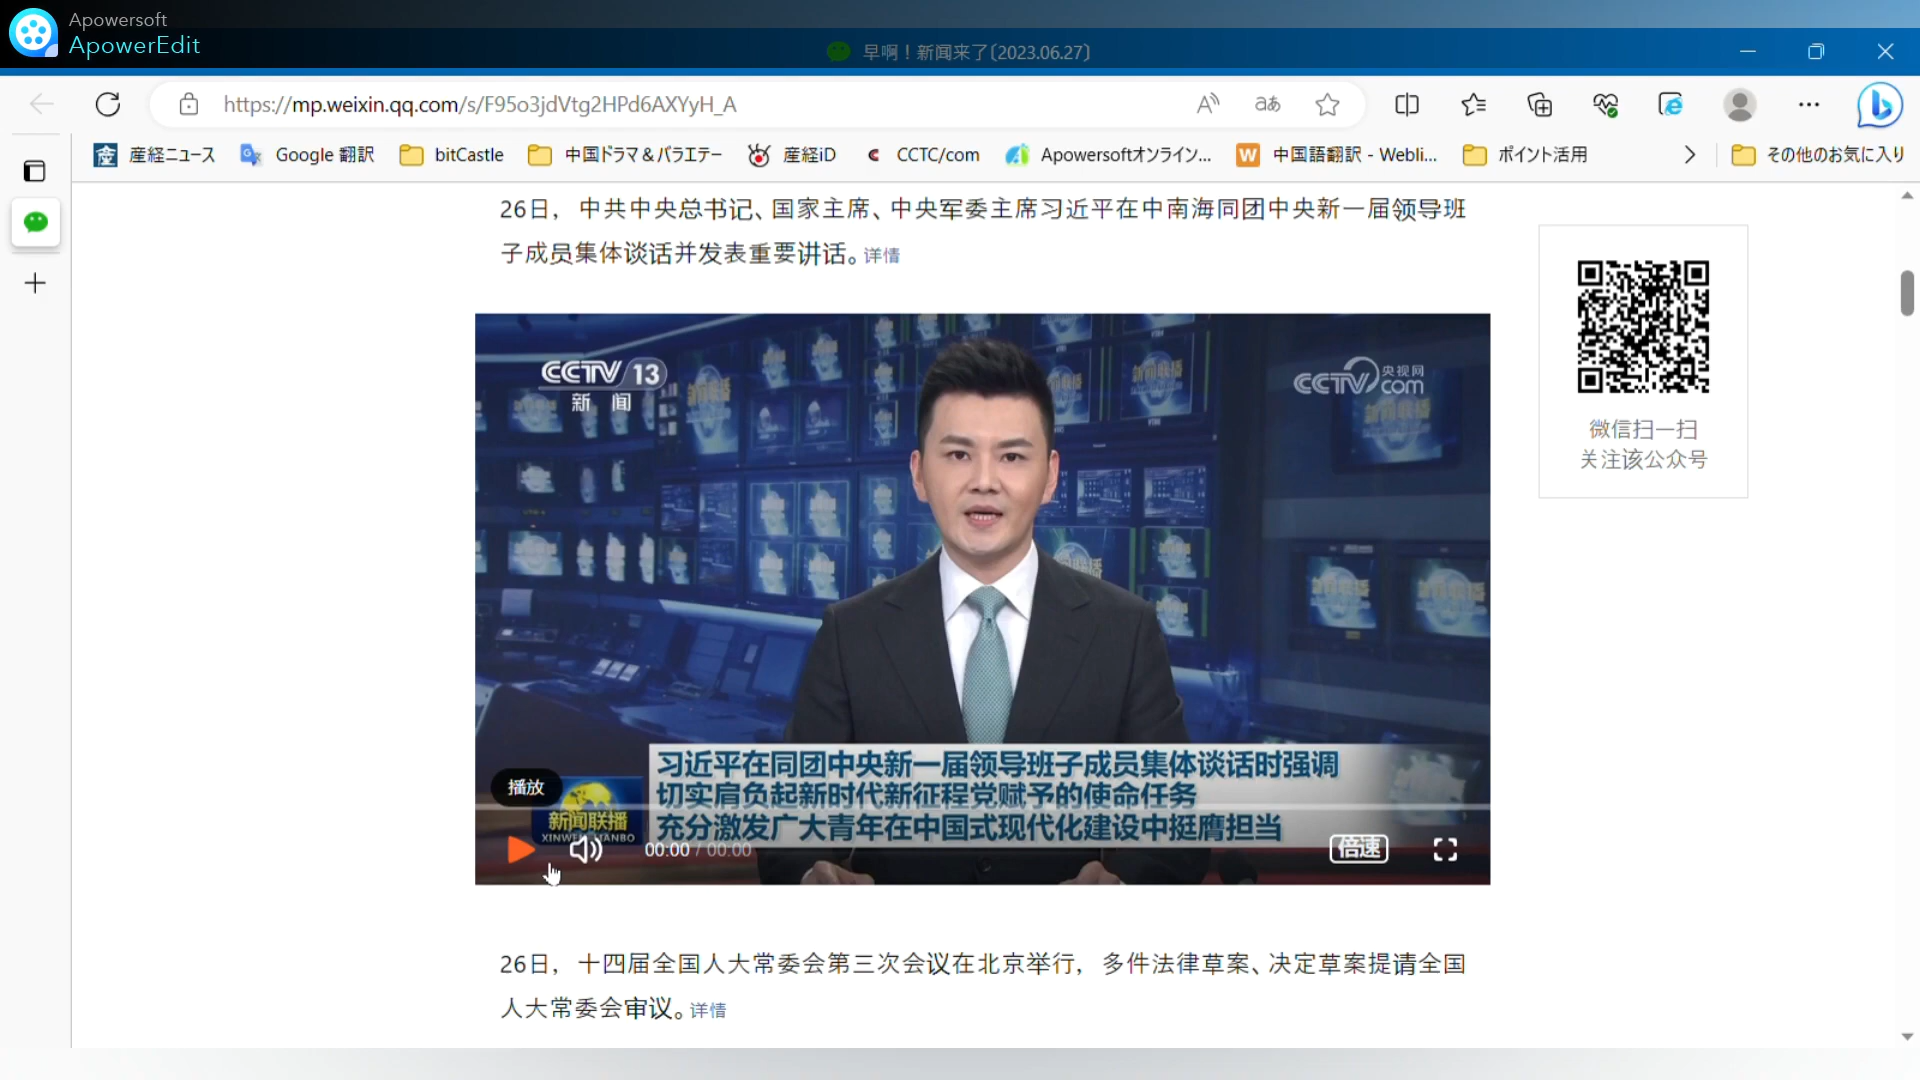 Apowersoft
ApowerEdit
早啊！新闻来了〔2023.06.27〕
https://mp.weixin.qq.com/s/F95o3jdVtg2HPd6AXYyH_A
産経ニュース
Google 翻訳
bitCastle
中国ドラマ＆バラエテー
産経iD
CCTC/com
Apowersoftオンライン...
中国語翻訳 - Webli...
ポイント活用
その他のお気に入り
26日，中共中央总书记、国家主席、中央军委主席习近平在中南海同团中央新一届领导班
子成员集体谈话并发表重要讲话。详情
CCTV 13
新闻
央视网
CCTV com
微信扫一扫
关注该公众号
习近平在同团中央新一届领导班子成员集体谈话时强调
切实肩负起新时代新征程党赋予的使命任务
充分激发广大青年在中国式现代化建设中挺膺担当
播放
新闻联播
XINWENLIANBO
00:00 / 00:00
倍速
26日，十四届全国人大常委会第三次会议在北京举行，多件法律草案、决定草案提请全国
人大常委会审议。详情